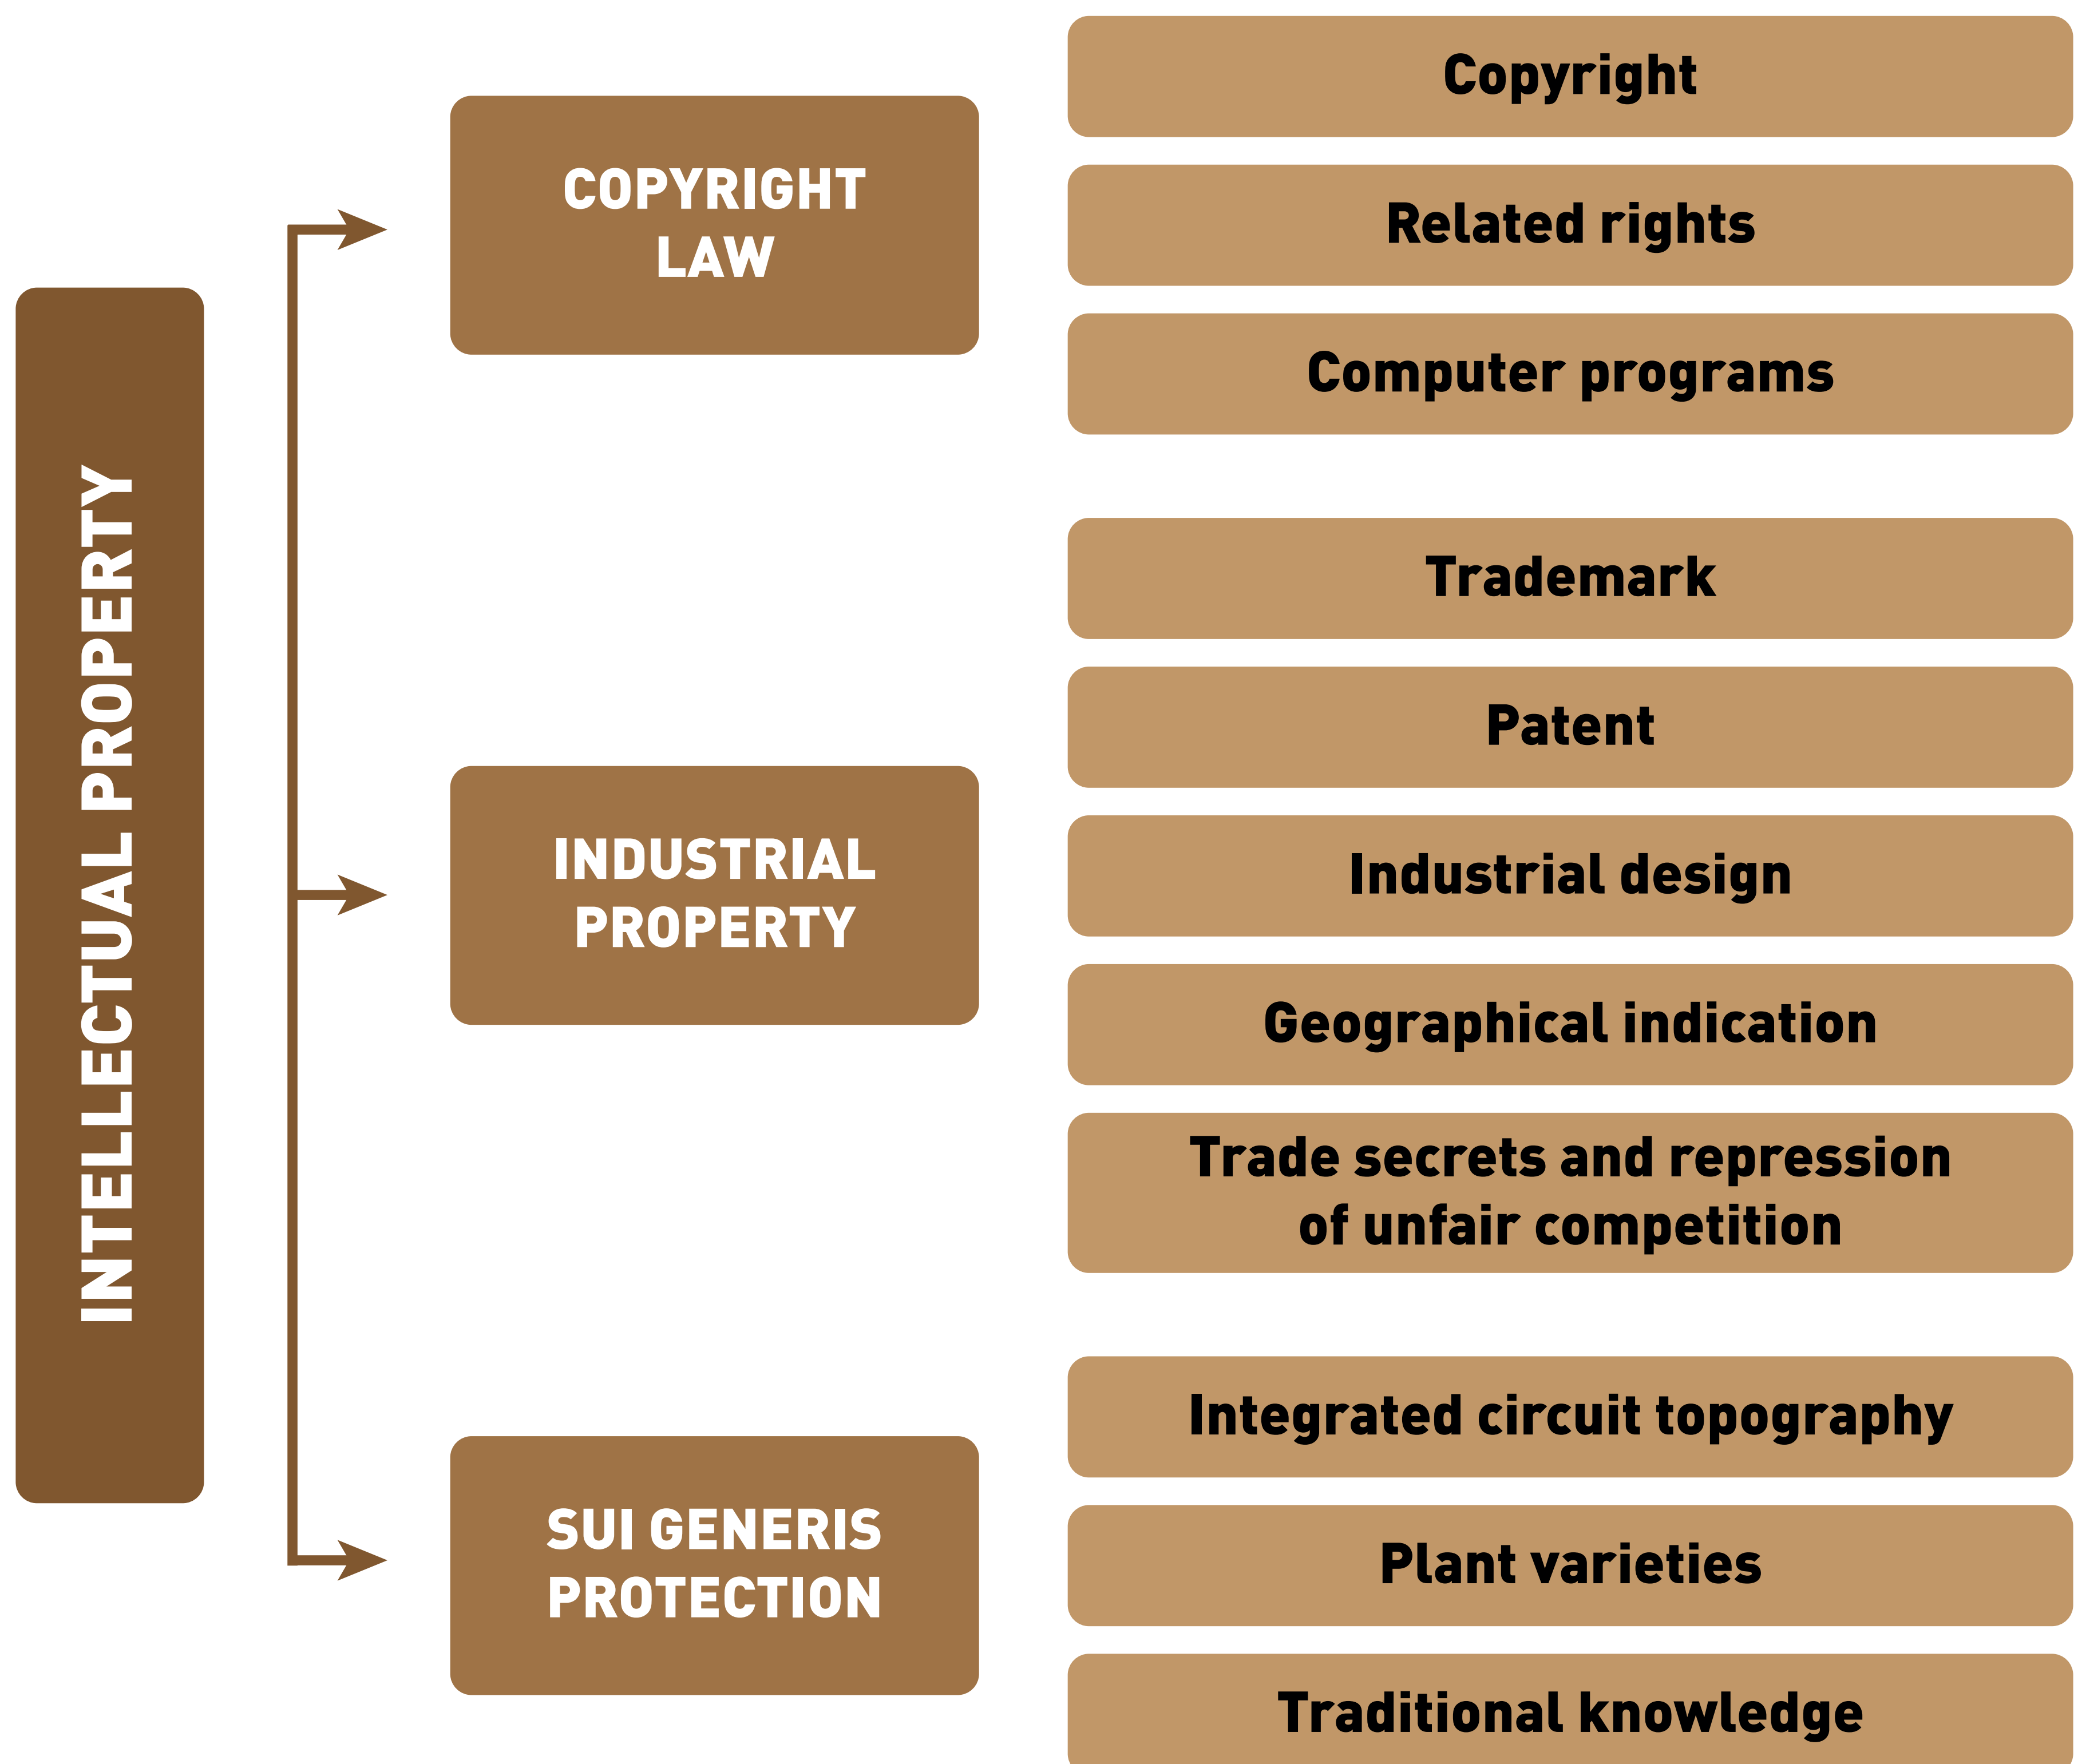 INTELLECTUAL PROPERTY
COPYRIGHT
LAW
Copyright
Related rights
Computer programs
INDUSTRIAL
PROPERTY
Trademark
Patent
Industrial design
Geographical indication
Trade secrets and repression
of unfair competition
SUI GENERIS
PROTECTION
Integrated circuit topography
Plant varieties
Traditional knowledge